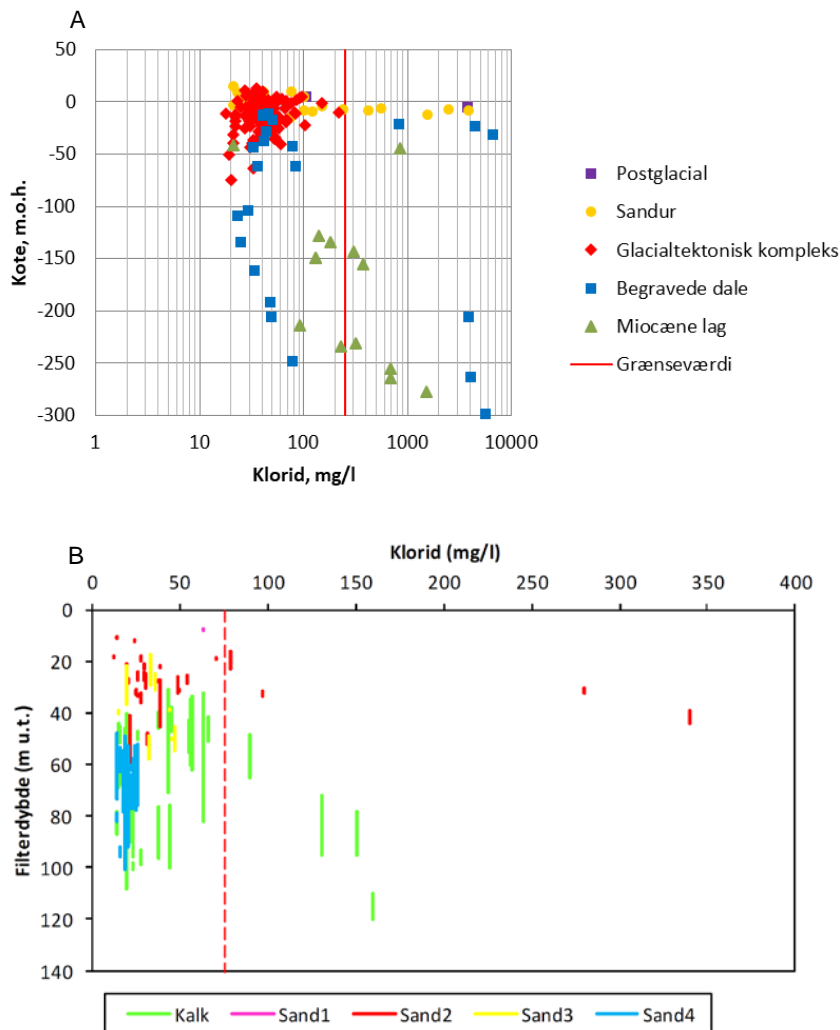 A
50
0
-50
-100
-150
-200
-250
-300
Kote, m.o.h.
1 10 100 1000 10000
Klorid, mg/l
Postglacial
Sandur
Glacialtektonisk kompleks
Begravede dale
Miocæne lag
Grænseværdi
B
Klorid (mg/l)
0 50 100 150 200 250 300 350 400
0
20
40
60
80
100
120
140
Filterdybde (m u.t.)
Kalk Sand1 Sand2 Sand3 Sand4